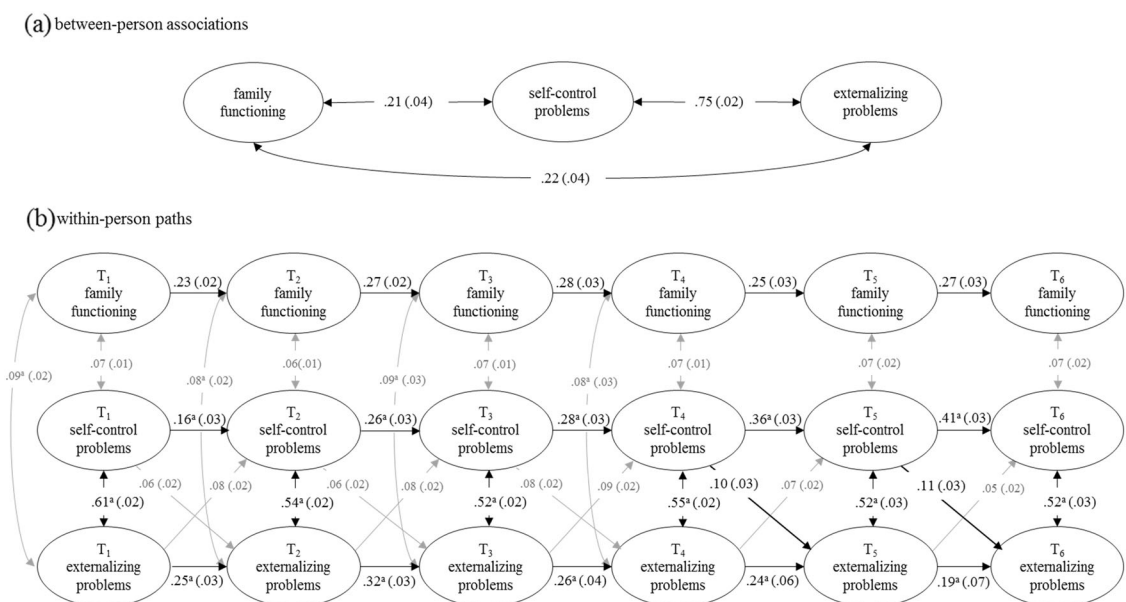 (a) between-person associations
family
functioning
.21 (.04)
self-control
problems
.75 (.02)
externalizing
problems
.22 (.04)
(b) within-person paths
T₁
family
functioning
.23 (.02)
T₂
family
functioning
.27 (.02)
T₃
family
functioning
.28 (.03)
T₄
family
functioning
.25 (.03)
T₅
family
functioning
.27 (.03)
T₆
family
functioning
.09ᵃ (.02)
.07 (.01)
.08ᵃ (.02)
.06(.01)
.09ᵃ (.03)
.07 (.01)
.08ᵃ (.03)
.07 (.01)
.07 (.02)
.07 (.02)
T₁
self-control
problems
.16ᵃ (.03)
T₂
self-control
problems
.26ᵃ (.03)
T₃
self-control
problems
.28ᵃ (.03)
T₄
self-control
problems
.36ᵃ (.03)
T₅
self-control
problems
.41ᵃ (.03)
T₆
self-control
problems
.61ᵃ (.02)
.06 (.02)
.08 (.02)
.54ᵃ (.02)
.06 (.02)
.08 (.02)
.52ᵃ (.02)
.08 (.02)
.09 (.02)
.55ᵃ (.02)
.10 (.03)
.07 (.02)
.52ᵃ (.03)
.11 (.03)
.05 (.02)
.52ᵃ (.03)
T₁
externalizing
problems
.25ᵃ (.03)
T₂
externalizing
problems
.32ᵃ (.03)
T₃
externalizing
problems
.26ᵃ (.04)
T₄
externalizing
problems
.24ᵃ (.06)
T₅
externalizing
problems
.19ᵃ (.07)
T₆
externalizing
problems